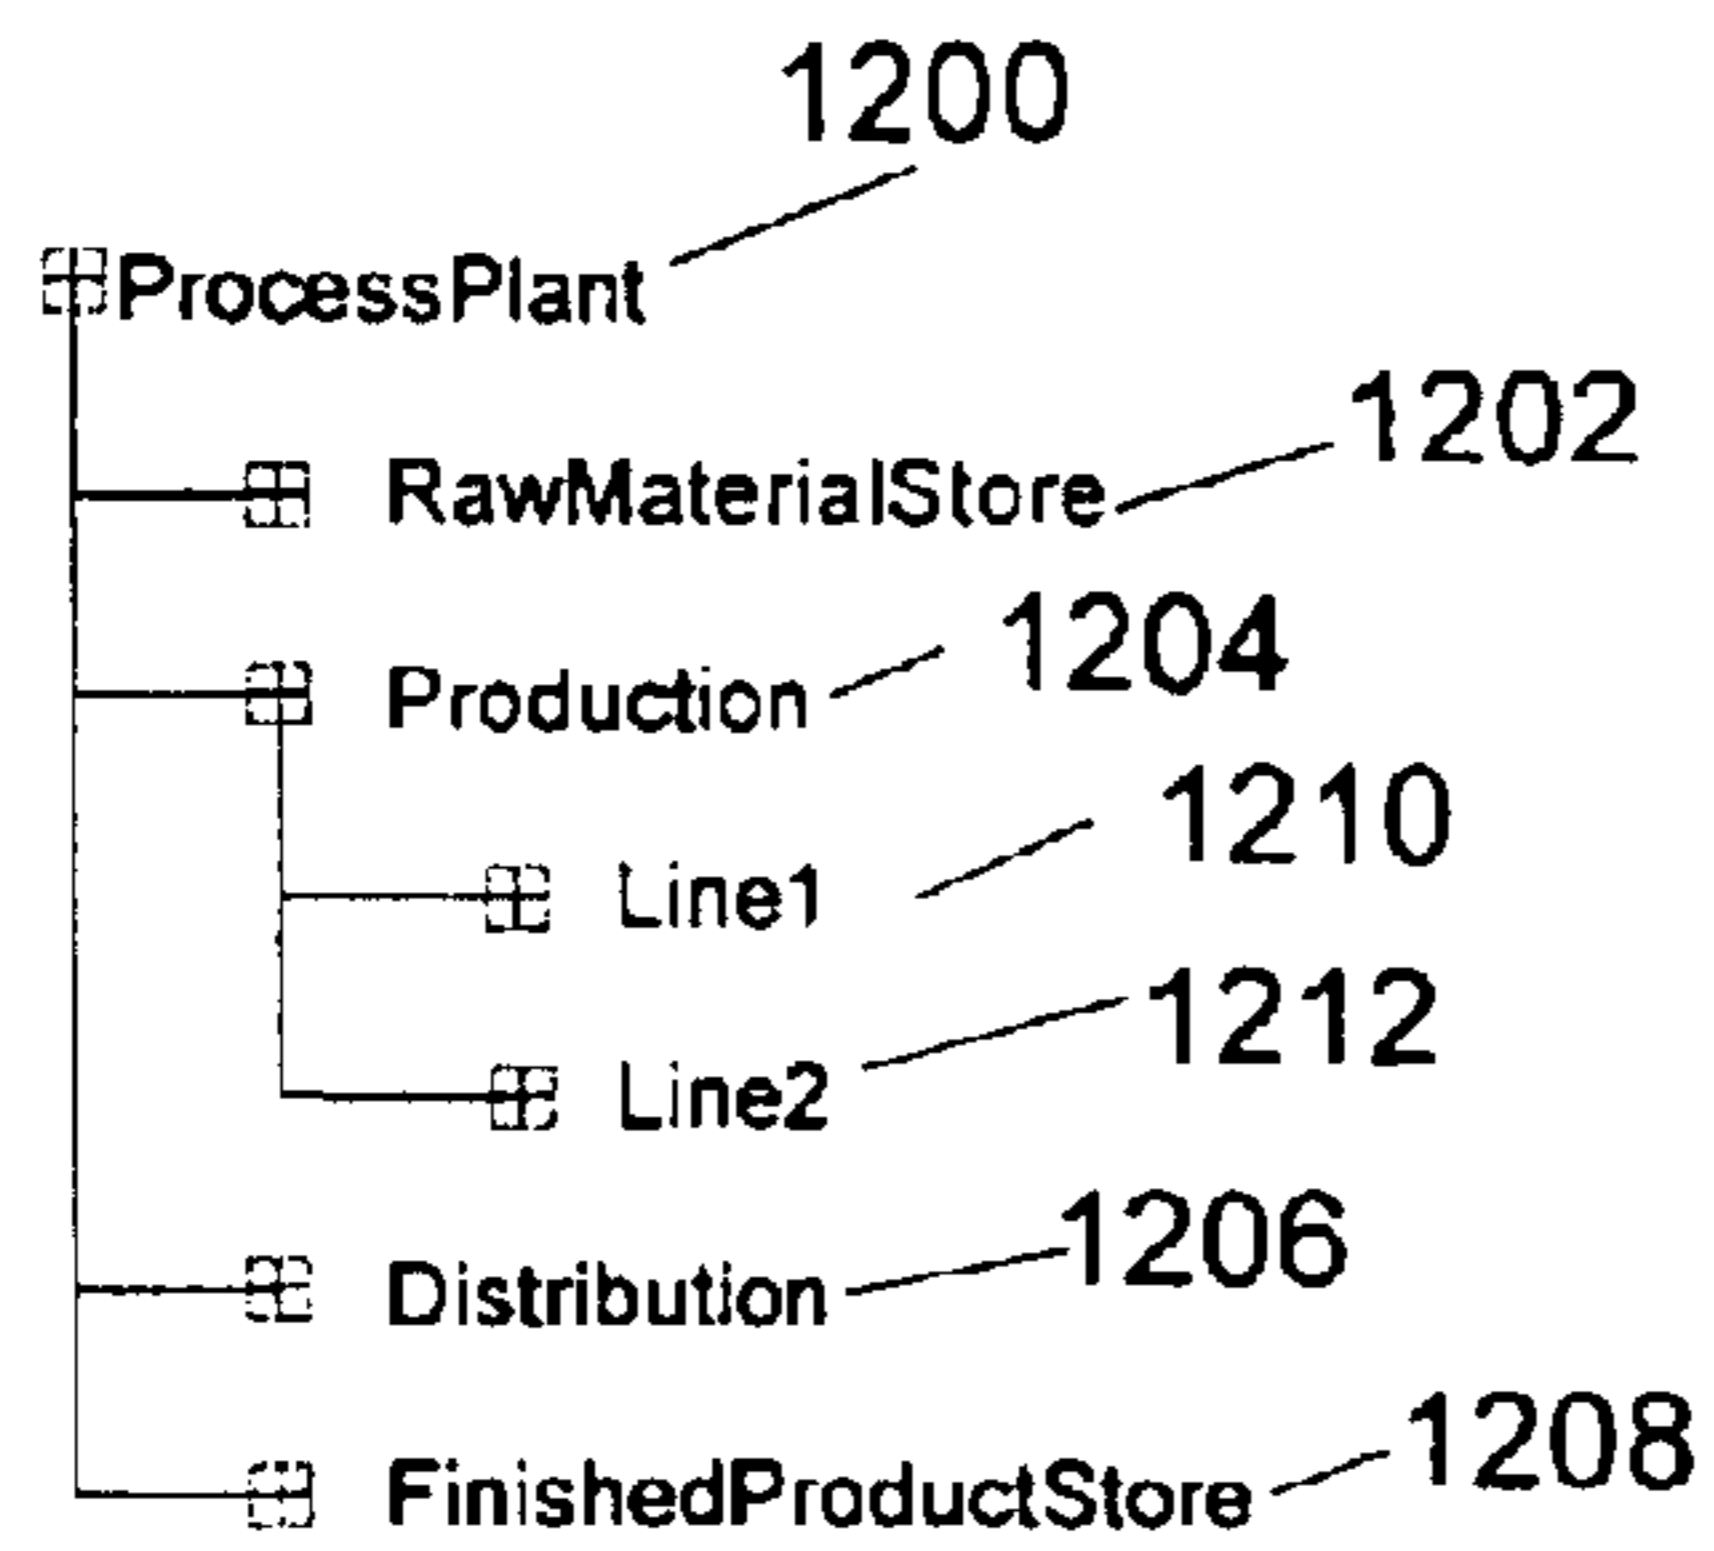 1200
ProcessPlant
1202
RawMaterialStore
1204
Production
1210
Line1
1212
Line2
1206
Distribution
1208
FinishedProductStore